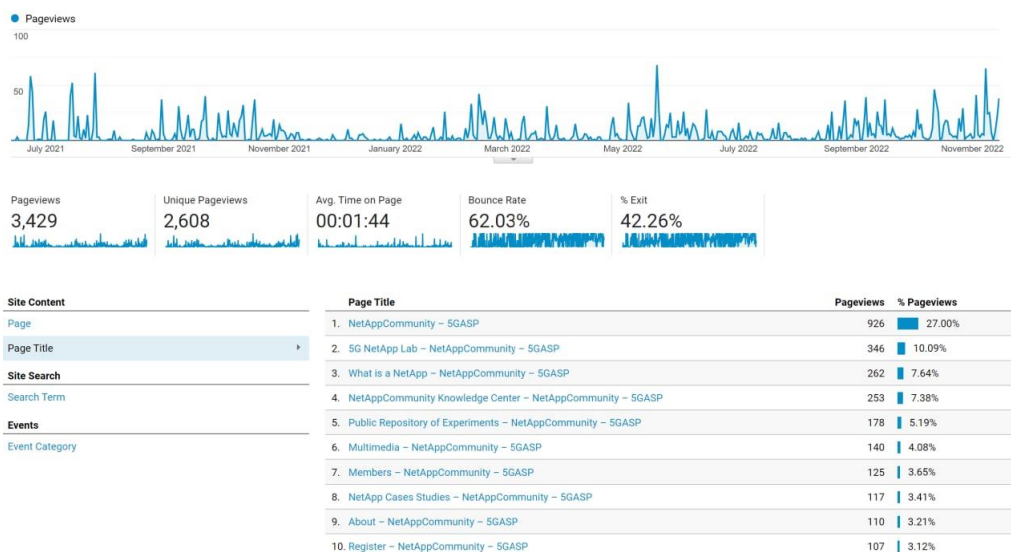 Pageviews
100
50
July 2021 September 2021 November 2021 January 2022 March 2022 May 2022 July 2022 September 2022 November 2022
Pageviews Unique Pageviews Avg. Time on Page Bounce Rate % Exit
3,429 2,608 00:01:44 62.03% 42.26%
Site Content Page Title Pageviews % Pageviews
Page 1. NetAppCommunity – 5GASP 926 27.00%
Page Title 2. 5G NetApp Lab – NetAppCommunity – 5GASP 346 10.09%
Site Search 3. What is a NetApp – NetAppCommunity – 5GASP 262 7.64%
Search Term 4. NetAppCommunity Knowledge Center – NetAppCommunity – 5GASP 253 7.38%
Events 5. Public Repository of Experiments – NetAppCommunity – 5GASP 178 5.19%
Event Category 6. Multimedia – NetAppCommunity – 5GASP 140 4.08%
7. Members – NetAppCommunity – 5GASP 125 3.65%
8. NetApp Cases Studies – NetAppCommunity – 5GASP 117 3.41%
9. About – NetAppCommunity – 5GASP 110 3.21%
10. Register – NetAppCommunity – 5GASP 107 3.12%